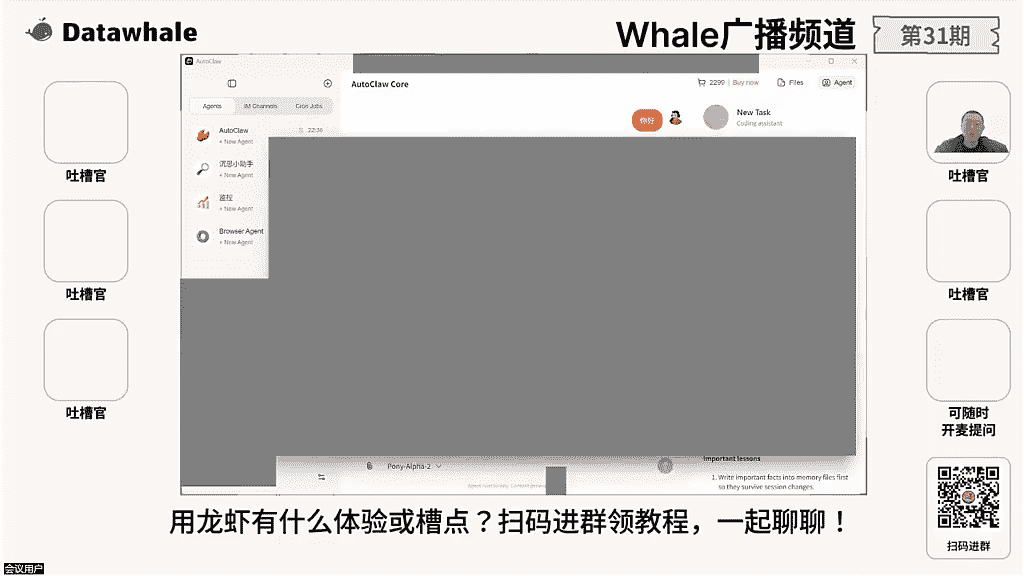 Datawhale
Whale广播频道
第31期
AutoClaw
AutoClaw Core
2299 | Buy now
Files
Agent
Agents
IM Channels
Cron Jobs
AutoClaw
22:36
+ New Agent
沉思小助手
+ New Agent
监控
+ New Agent
Browser Agent
+ New Agent
你好
New Task
Coding assistant
Pony-Alpha-2
Important lessons
1. Write important facts into memory files first
so they survive session changes.
吐槽官
吐槽官
吐槽官
吐槽官
吐槽官
可随时
开麦提问
扫码进群
用龙虾有什么体验或槽点？扫码进群领教程，一起聊聊！
会议用户